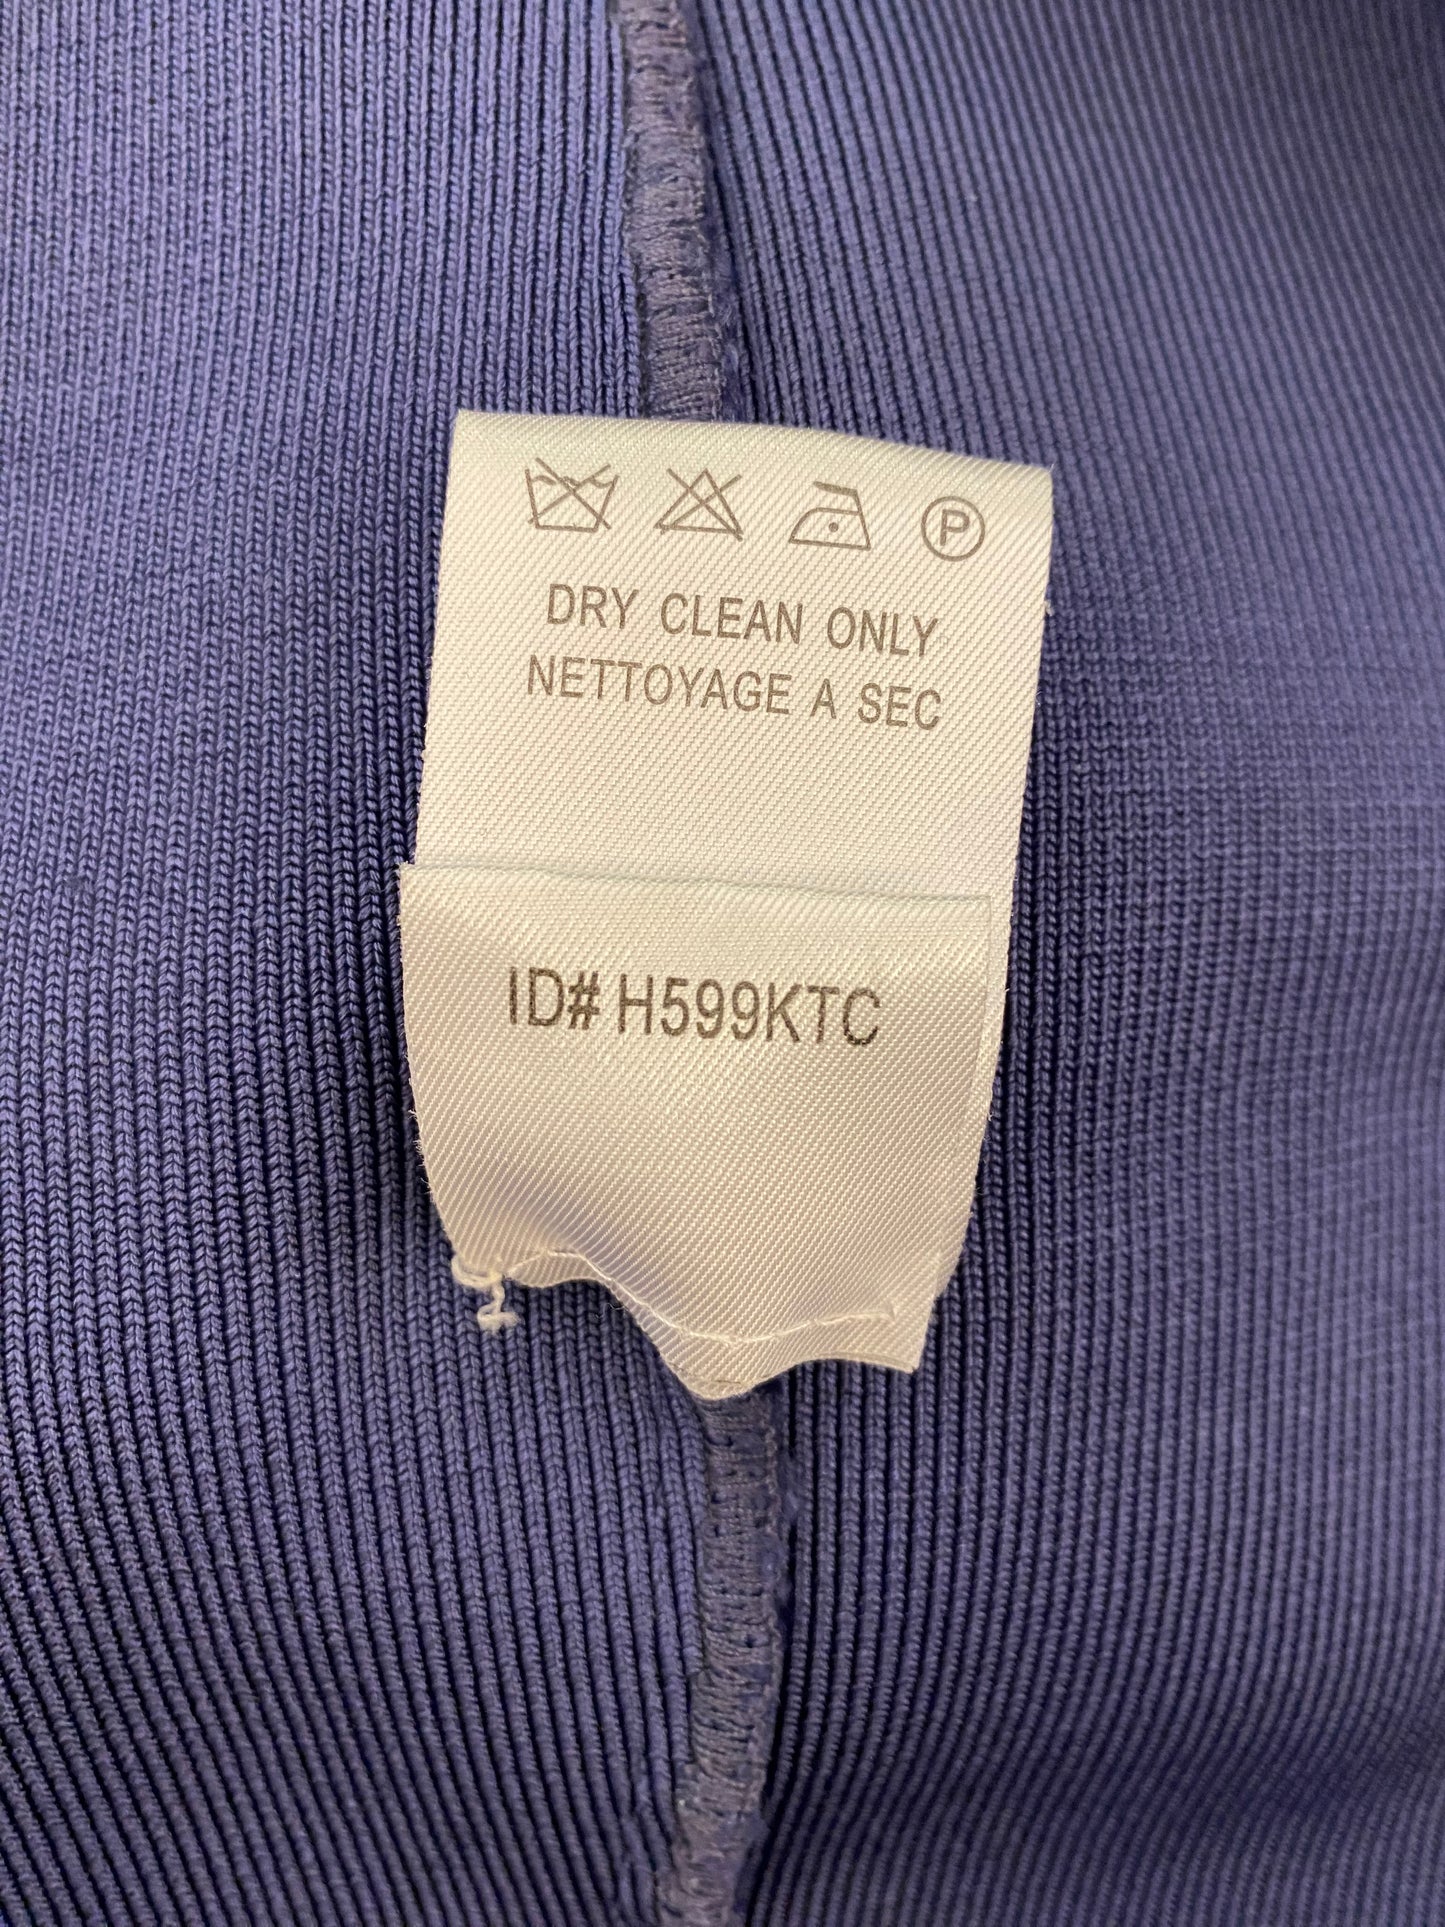 P
DRY CLEAN ONLY
NETTOYAGE A SEC
ID# H599KTC